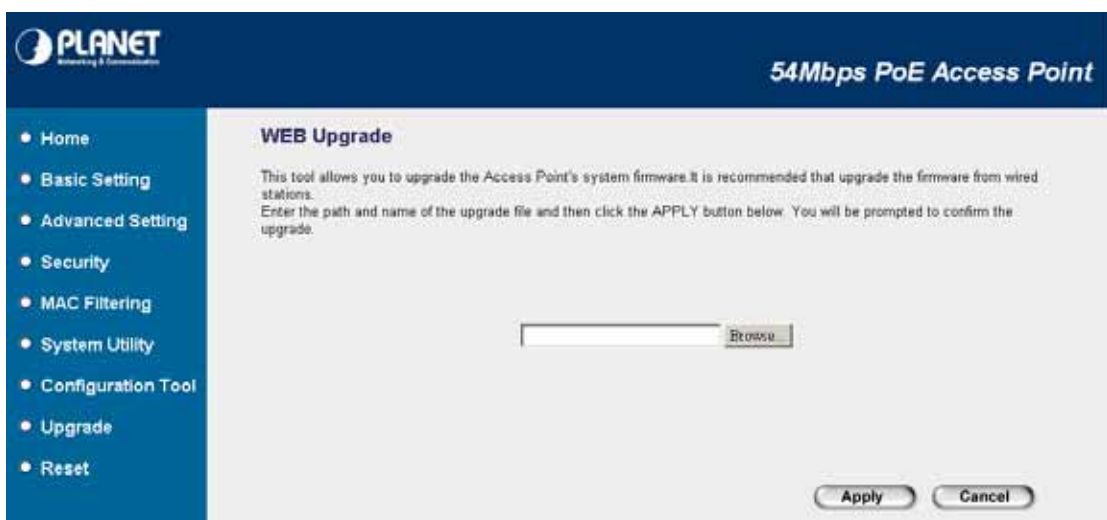 PLANET
Networking & Communication
54Mbps PoE Access Point
Home
Basic Setting
Advanced Setting
Security
MAC Filtering
System Utility
Configuration Tool
Upgrade
Reset
WEB Upgrade
This tool allows you to upgrade the Access Point's system firmware.It is recommended that upgrade the firmware from wired
stations.
Enter the path and name of the upgrade file and then click the APPLY button below. You will be prompted to confirm the
upgrade.
Browse...
Apply
Cancel